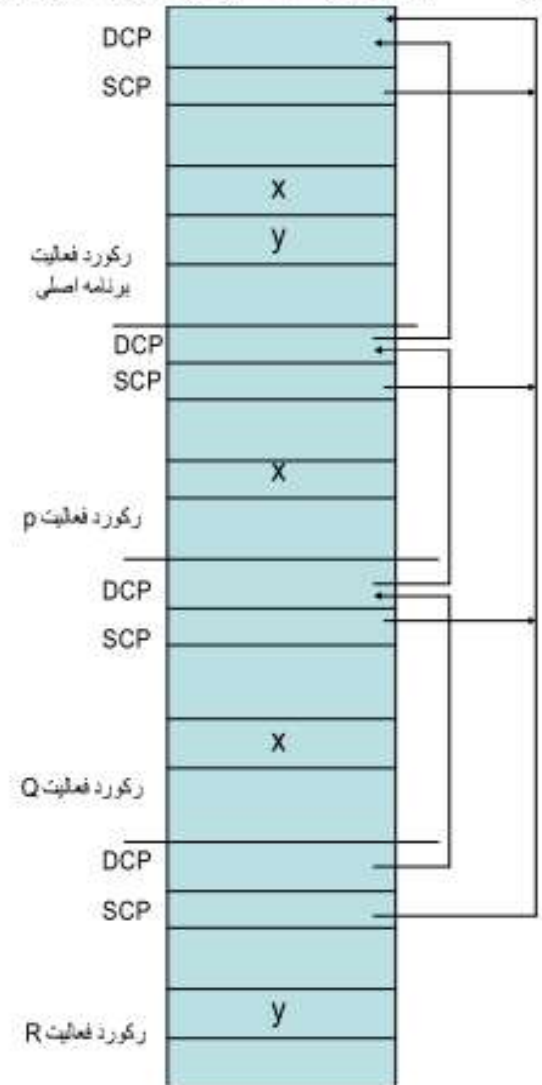 DCP
SCP
x
y
رکورد فعالیت
برنامه اصلی
DCP
SCP
x
رکورد فعالیت p
DCP
SCP
x
رکورد فعالیت Q
DCP
SCP
y
رکورد فعالیت R